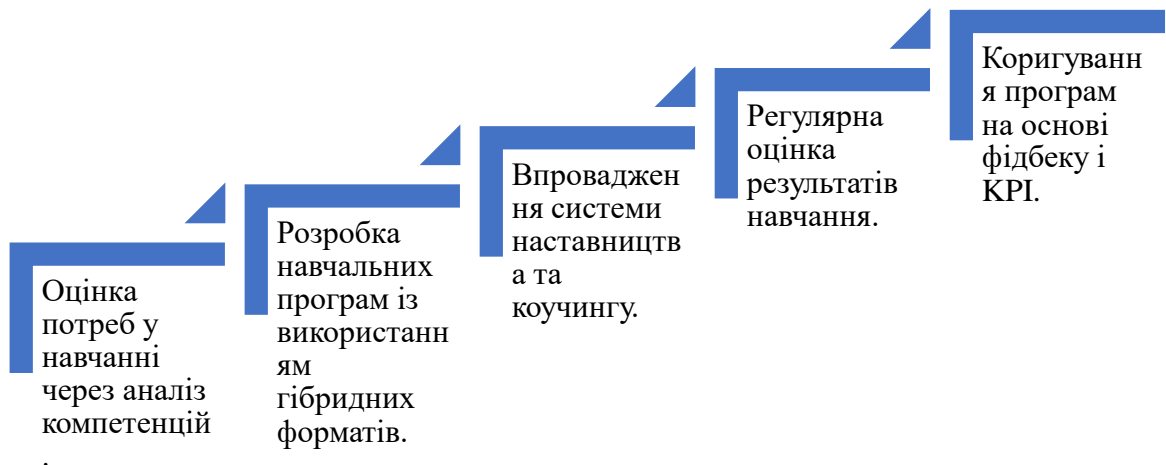 Оцінка
потреб у
навчанні
через аналіз
компетенцій
.
Розробка
навчальних
програм із
використанн
ям
гібридних
форматів.
Впроваджен
ня системи
наставництв
а та
коучингу.
Регулярна
оцінка
результатів
навчання.
Коригуванн
я програм
на основі
фідбеку і
КРІ.